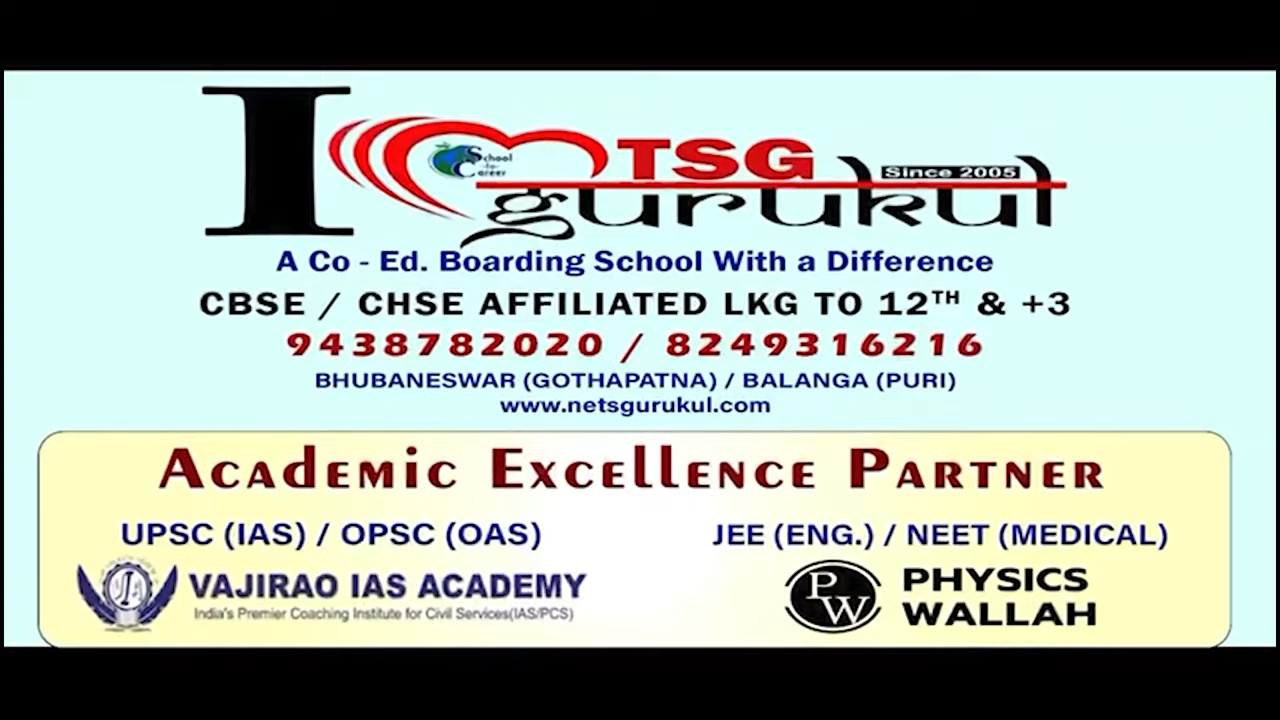 I TSG gurukul
Since 2005
School
-to-
Career
A Co - Ed. Boarding School With a Difference
CBSE / CHSE AFFILIATED LKG TO 12TH & +3
9438782020 / 8249316216
BHUBANESWAR (GOTHAPATNA) / BALANGA (PURI)
www.netsgurukul.com
Academic Excellence Partner
UPSC (IAS) / OPSC (OAS)
JEE (ENG.) / NEET (MEDICAL)
VAJIRAO IAS ACADEMY
India's Premier Coaching Institute for Civil Services(IAS/PCS)
PW
PHYSICS
WALLAH